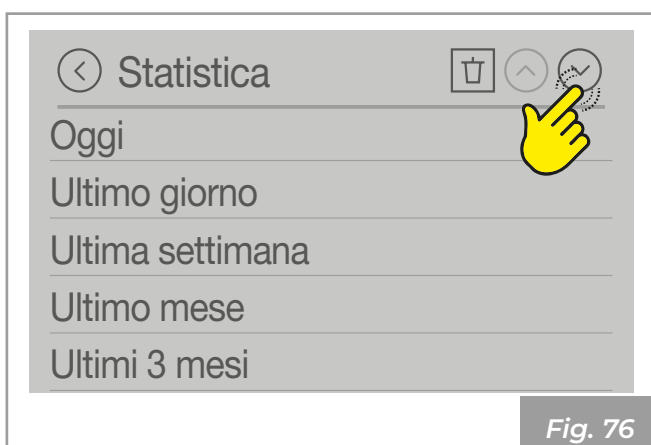 Statistica
Oggi
Ultimo giorno
Ultima settimana
Ultimo mese
Ultimi 3 mesi
Fig. 76